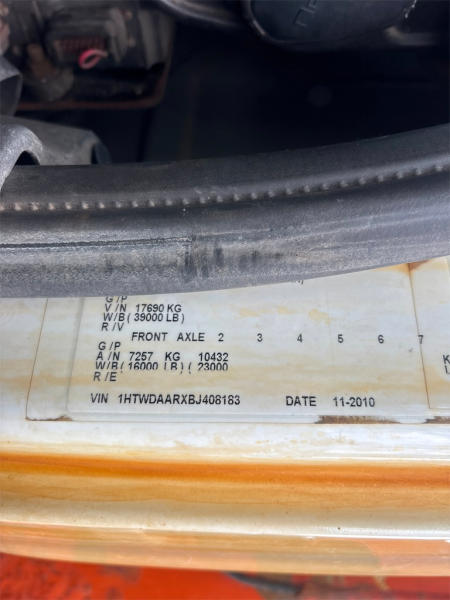 G/P
V/N 17690 KG
W/B( 39000 LB)
R/V
FRONT AXLE 2 3 4 5 6 7
G/P
A/N 7257 KG 10432
W/B( 16000 LB) ( 23000
R/E
VIN 1HTWDAARXBJ408183 DATE 11-2010
K
L